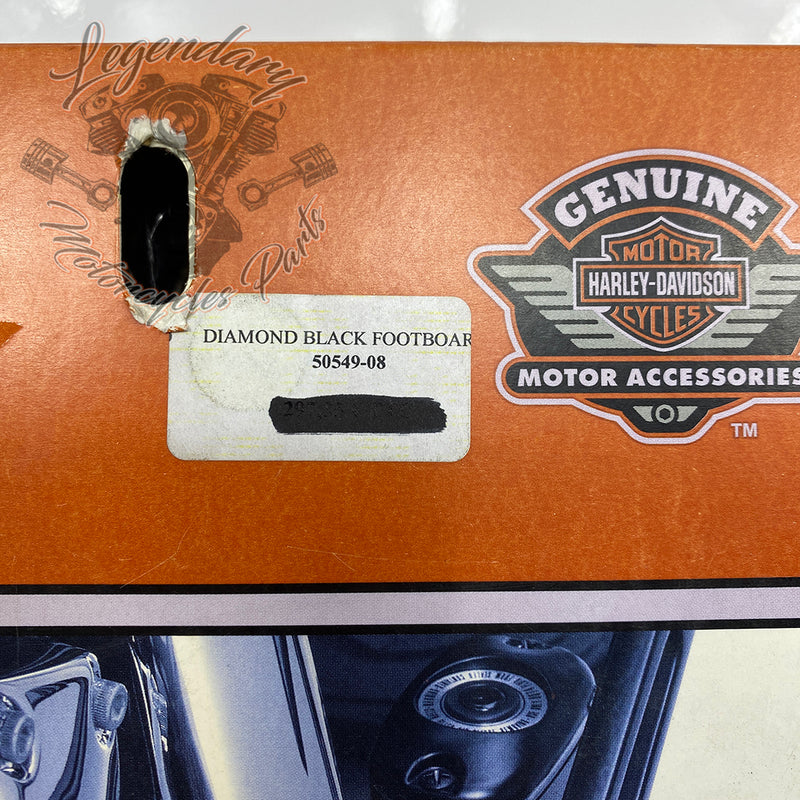 Legendary
Motorcycles Parts
DIAMOND BLACK FOOTBOAR
50549-08
GENUINE
MOTOR
HARLEY-DAVIDSON
CYCLES
MOTOR ACCESSORIES
TM